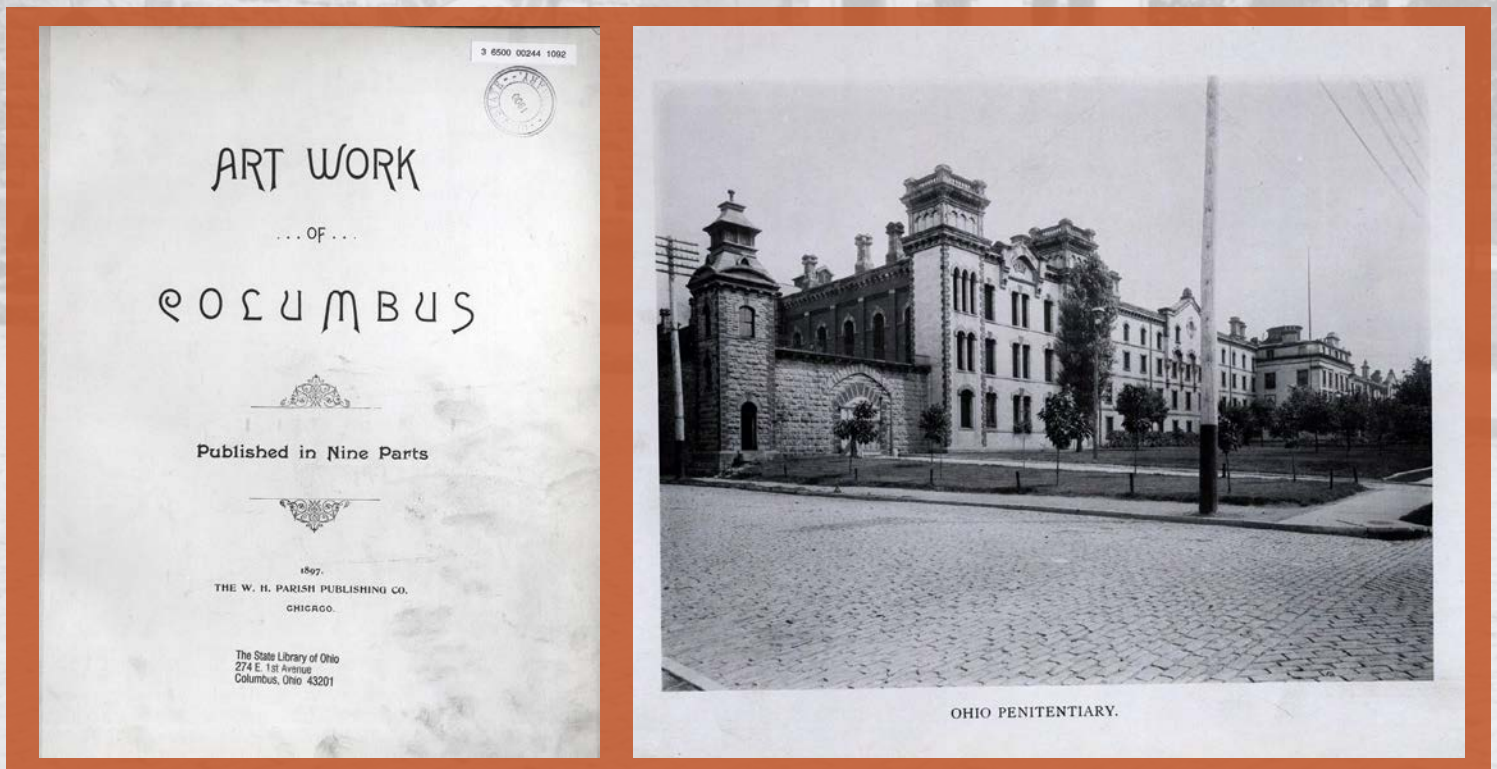 3 6500 00244 1092
ART WORK
...OF...
COLUMBUS
Published in Nine Parts
1897.
THE W. H. PARISH PUBLISHING CO.
CHICAGO.
The State Library of Ohio
274 E. 1st Avenue
Columbus, Ohio 43201
OHIO PENITENTIARY.